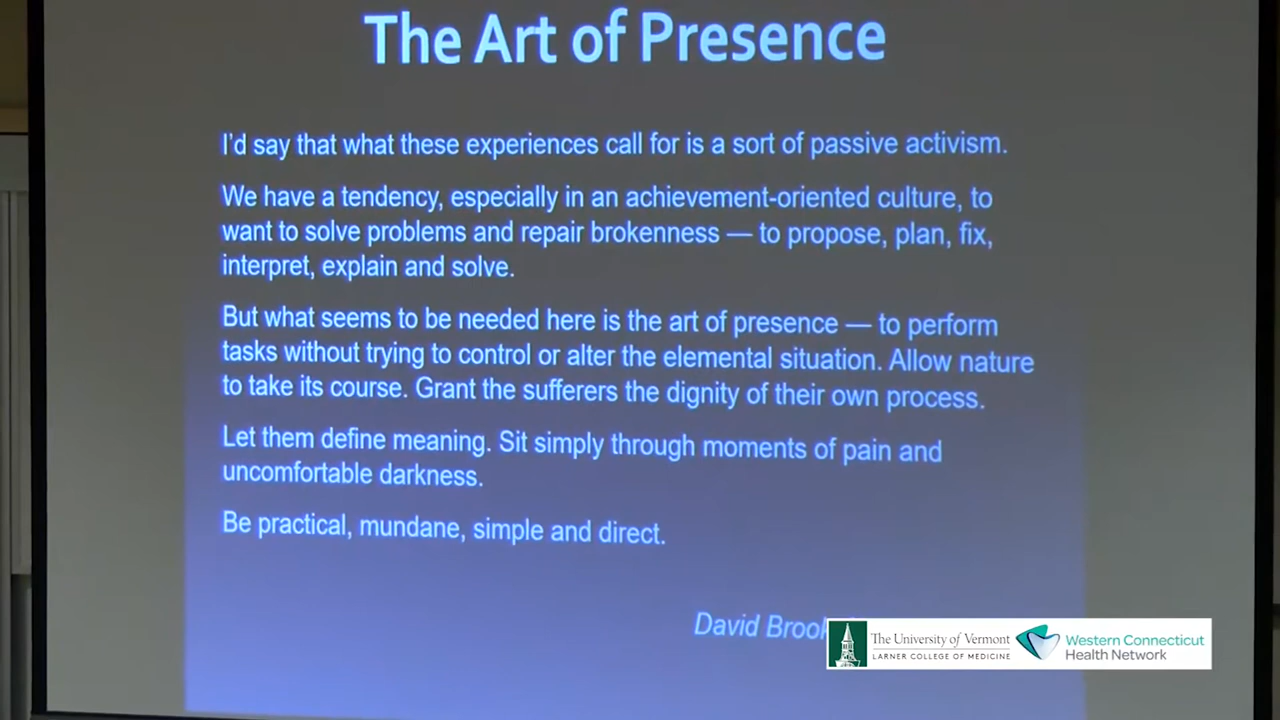 The Art of Presence
I'd say that what these experiences call for is a sort of passive activism.
We have a tendency, especially in an achievement-oriented culture, to
want to solve problems and repair brokenness — to propose, plan, fix,
interpret, explain and solve.
But what seems to be needed here is the art of presence — to perform
tasks without trying to control or alter the elemental situation. Allow nature
to take its course. Grant the sufferers the dignity of their own process.
Let them define meaning. Sit simply through moments of pain and
uncomfortable darkness.
Be practical, mundane, simple and direct.
David
The University of Vermont
LARNER COLLEGE OF MEDICINE
Western Connecticut
Health Network